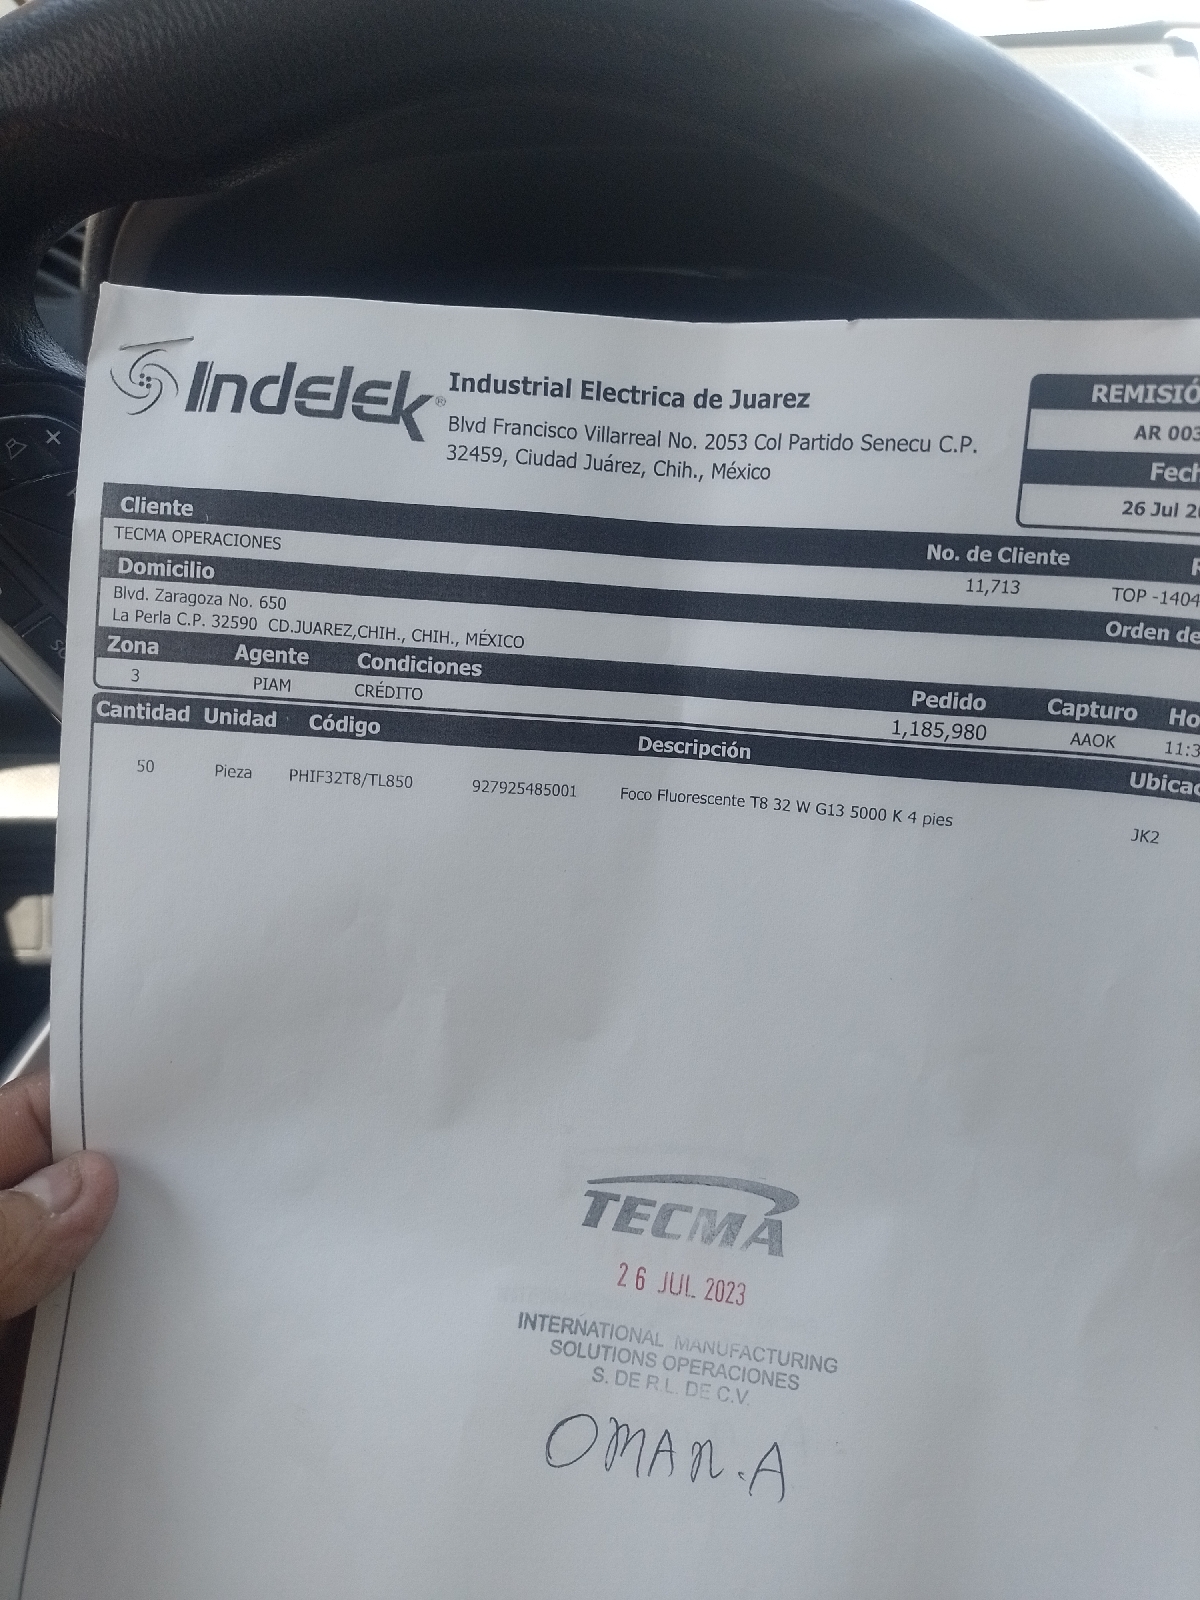 Indelek®
Industrial Electrica de Juarez
Blvd Francisco Villarreal No. 2053 Col Partido Senecu C.P.
32459, Ciudad Juárez, Chih., México
REMISIÓ
AR 003
Fech
26 Jul 20
Cliente
No. de Cliente
TECMA OPERACIONES
11,713
TOP -1404
Domicilio
Orden de
Blvd. Zaragoza No. 650
La Perla C.P. 32590 CD.JUAREZ,CHIH., CHIH., MÉXICO
Zona Agente Condiciones Pedido Capturo Ho
3 PIAM CRÉDITO 1,185,980 AAOK 11:3
Cantidad Unidad Código Descripción Ubicac
50 Pieza PHIF32T8/TL850 927925485001 Foco Fluorescente T8 32 W G13 5000 K 4 pies JK2
TECMA
26 JUL. 2023
INTERNATIONAL MANUFACTURING
SOLUTIONS OPERACIONES
S. DE R.L. DE C.V.
OMAR.A